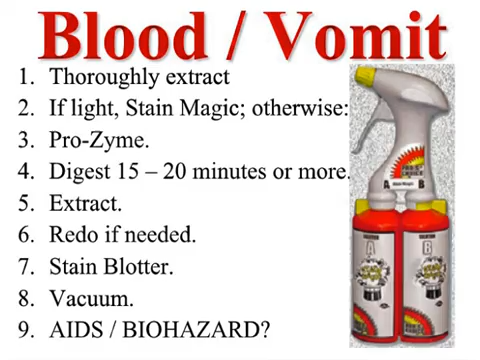 Blood / Vomit
1. Thoroughly extract
2. If light, Stain Magic; otherwise:
3. Pro-Zyme.
4. Digest 15 – 20 minutes or more.
5. Extract.
6. Redo if needed.
7. Stain Blotter.
8. Vacuum.
9. AIDS / BIOHAZARD?
A B
A B